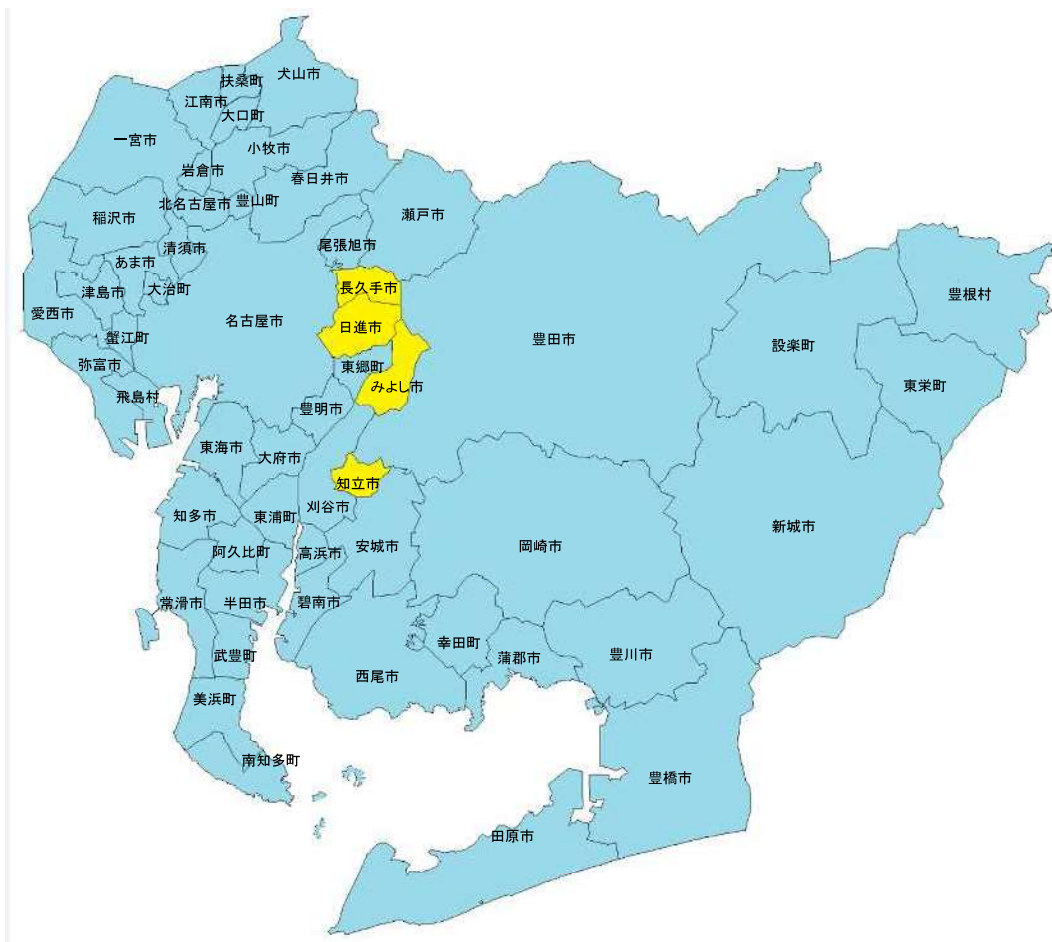 犬山市
扶桑町
江南市
大口町
一宮市
小牧市
岩倉市
春日井市
北名古屋市
豊山町
瀬戸市
稲沢市
清須市
尾張旭市
あま市
長久手市
津島市
大治町
豊根村
愛西市
名古屋市
日進市
蟹江町
豊田市
設楽町
弥富市
東郷町
みよし市
東栄町
飛島村
豊明市
東海市
大府市
知立市
知多市
東浦町
刈谷市
新城市
阿久比町
高浜市
安城市
岡崎市
常滑市
半田市
碧南市
幸田町
武豊町
蒲郡市
豊川市
西尾市
美浜町
南知多町
豊橋市
田原市